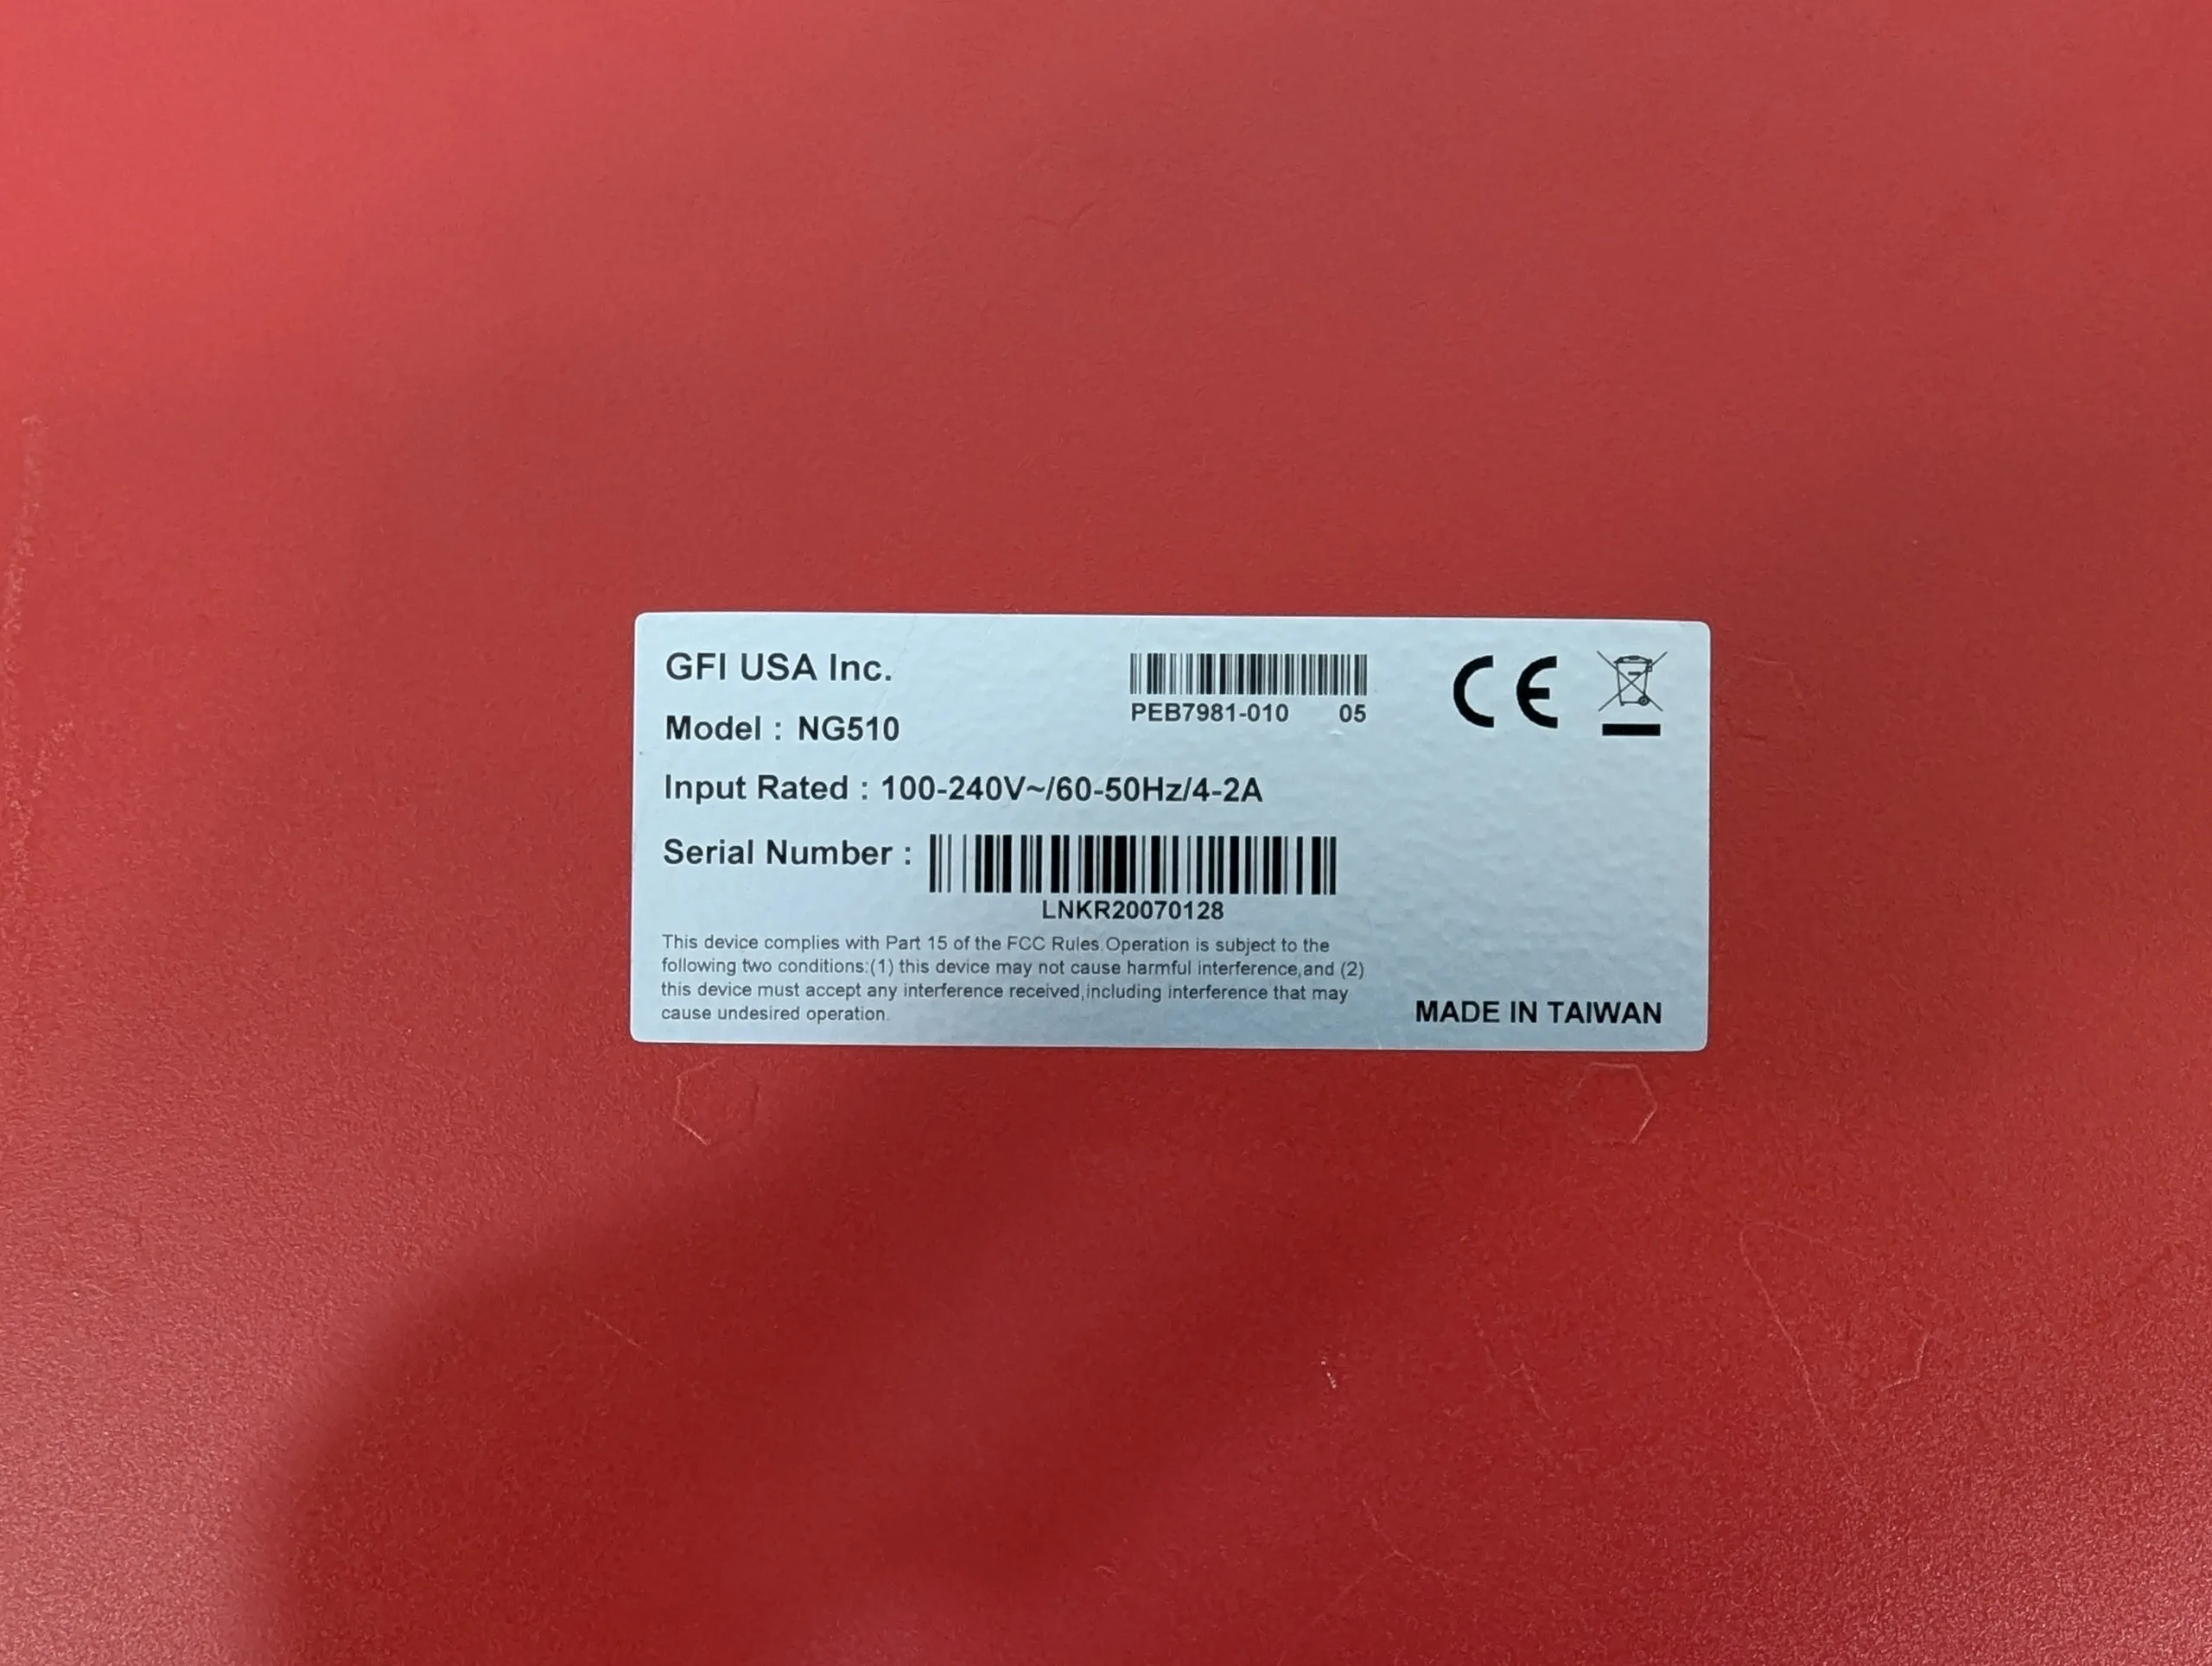 GFI USA Inc.
PEB7981-010 05
CE
Model : NG510
Input Rated : 100-240V~/60-50Hz/4-2A
Serial Number :
LNKR20070128
This device complies with Part 15 of the FCC Rules.Operation is subject to the
following two conditions:(1) this device may not cause harmful interference,and (2)
this device must accept any interference received,including interference that may
cause undesired operation.
MADE IN TAIWAN